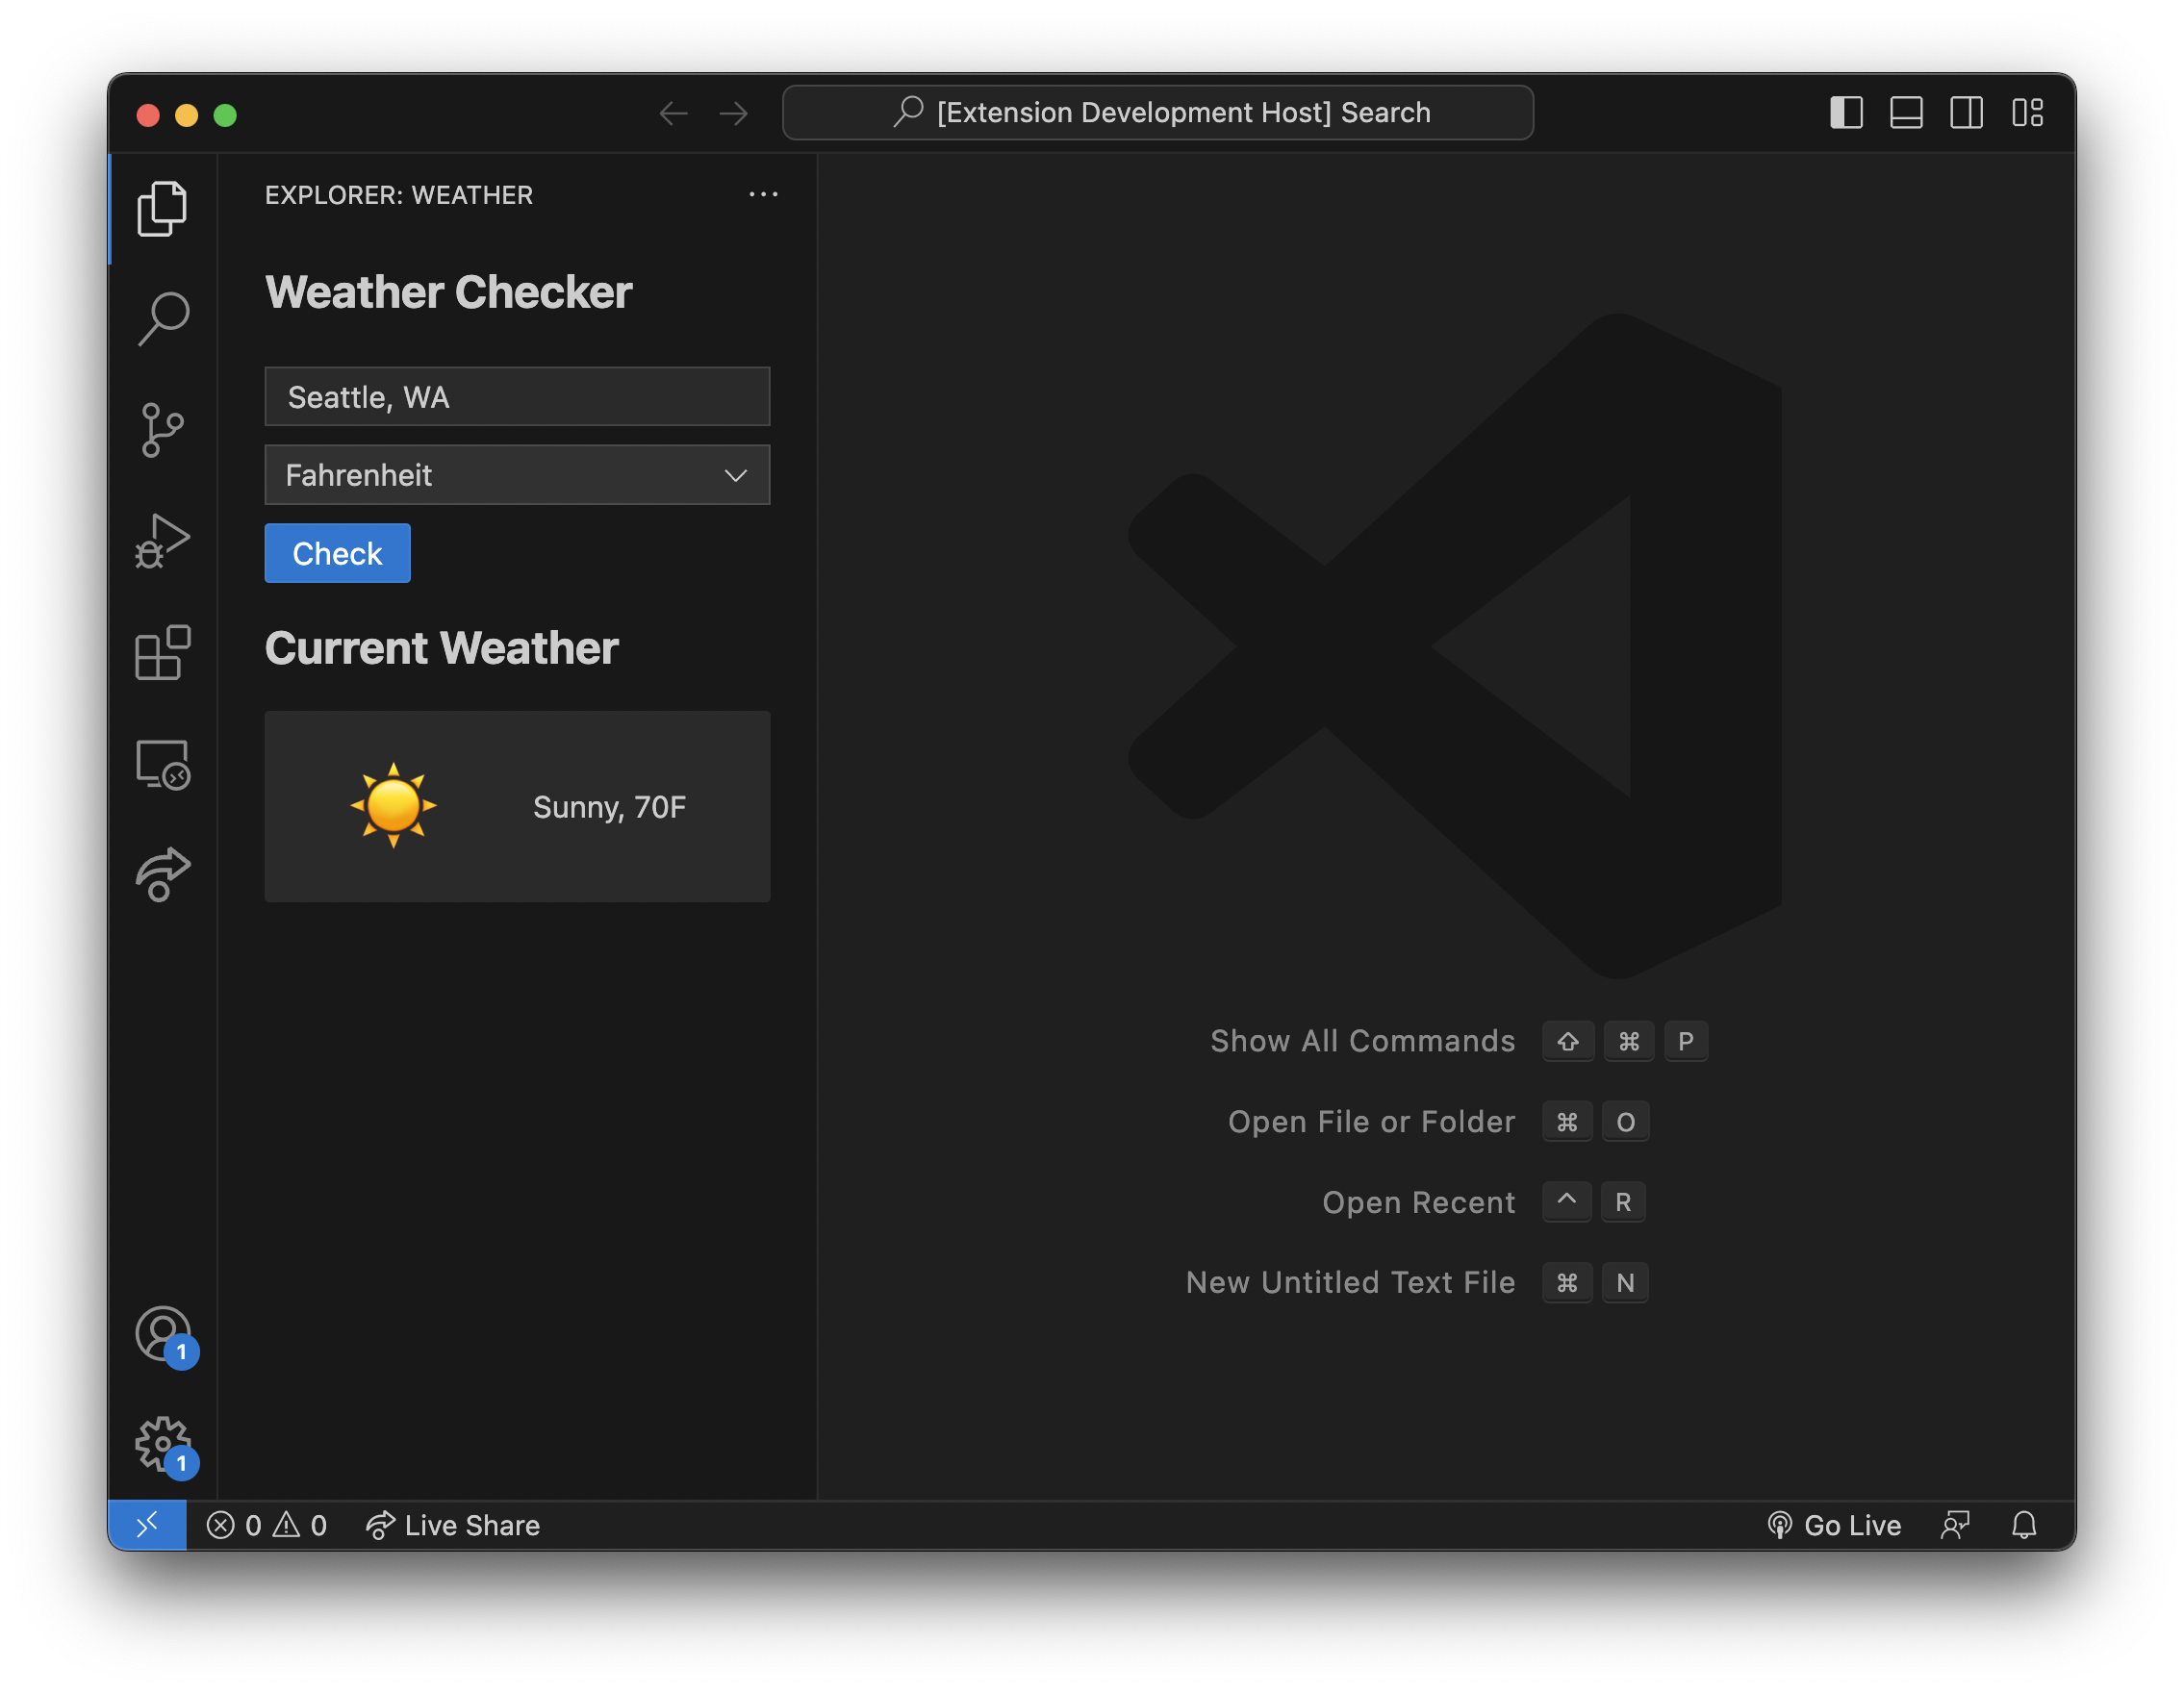 [Extension Development Host] Search
EXPLORER: WEATHER
Weather Checker
Seattle, WA
Fahrenheit
Check
Current Weather
Sunny, 70F
Show All Commands ⇧ ⌘ P
Open File or Folder ⌘ O
Open Recent ^ R
New Untitled Text File ⌘ N
1
1
0 0 Live Share Go Live